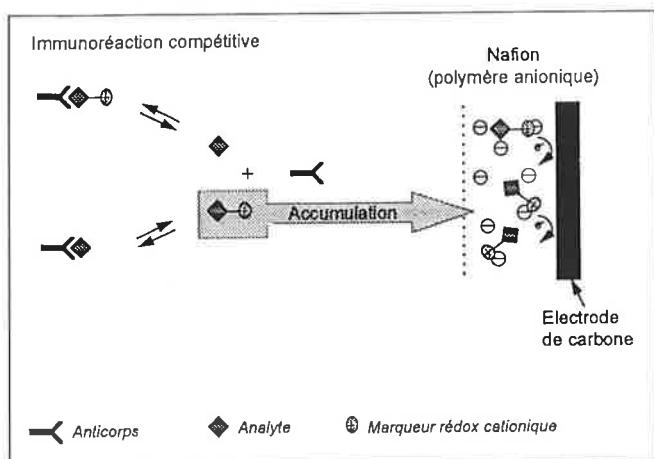 Immunoréaction compétitive
Nafion
(polymère anionique)
+
Accumulation
e-
e-
Electrode
de carbone
Anticorps
Analyte
Marqueur rédox cationique